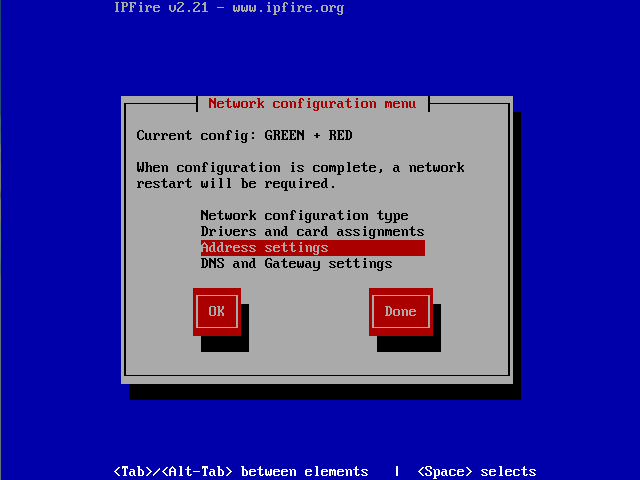 IPFire v2.21 - www.ipfire.org
Network configuration menu
Current config: GREEN + RED
When configuration is complete, a network
restart will be required.
Network configuration type
Drivers and card assignments
Address settings
DNS and Gateway settings
OK Done
<Tab>/<Alt-Tab> between elements | <Space> selects